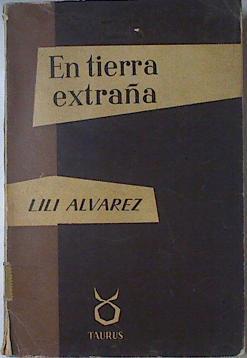 En tierra
extraña
LILI ALVAREZ
TAURUS